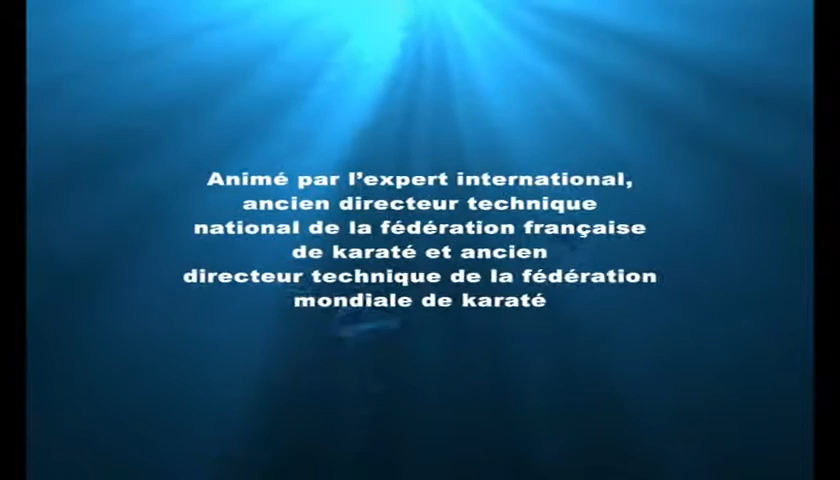 Animé par l'expert international,
ancien directeur technique
national de la fédération française
de karaté et ancien
directeur technique de la fédération
mondiale de karaté